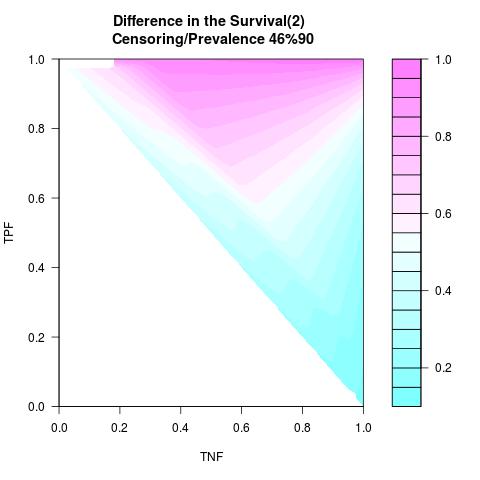 Difference in the Survival(2)
Censoring/Prevalence 46%90
1.0
0.8
0.6
0.4
0.2
0.0
TPF
0.0 0.2 0.4 0.6 0.8 1.0
TNF
1.0
0.8
0.6
0.4
0.2